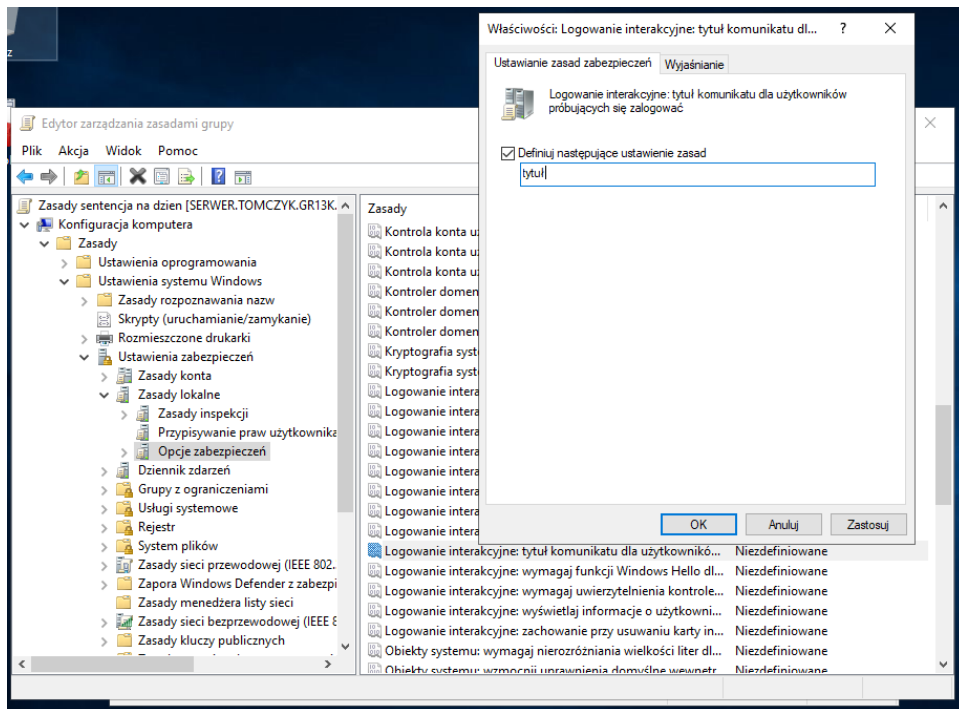 z
Właściwości: Logowanie interakcyjne: tytuł komunikatu dl...
?
Ustawianie zasad zabezpieczeń
Wyjaśnianie
Logowanie interakcyjne: tytuł komunikatu dla użytkowników
próbujących się zalogować
Definiuj następujące ustawienie zasad
tytuł
OK
Anuluj
Zastosuj
Edytor zarządzania zasadami grupy
Plik Akcja Widok Pomoc
Zasady sentencja na dzien [SERWER.TOMCZYK.GR13K.
Konfiguracja komputera
Zasady
Ustawienia oprogramowania
Ustawienia systemu Windows
Zasady rozpoznawania nazw
Skrypty (uruchamianie/zamykanie)
Rozmieszczone drukarki
Ustawienia zabezpieczeń
Zasady konta
Zasady lokalne
Zasady inspekcji
Przypisywanie praw użytkownika
Opcje zabezpieczeń
Dziennik zdarzeń
Grupy z ograniczeniami
Usługi systemowe
Rejestr
System plików
Zasady sieci przewodowej (IEEE 802.
Zapora Windows Defender z zabezpi
Zasady menedżera listy sieci
Zasady sieci bezprzewodowej (IEEE 8
Zasady kluczy publicznych
Zasady
Kontrola konta u
Kontrola konta u
Kontrola konta u
Kontroler domen
Kontroler domen
Kontroler domen
Kryptografia syst
Kryptografia syst
Logowanie intera
Logowanie intera
Logowanie intera
Logowanie intera
Logowanie intera
Logowanie intera
Logowanie intera
Logowanie intera
Logowanie interakcyjne: tytuł komunikatu dla użytkownikó... Niezdefiniowane
Logowanie interakcyjne: wymagaj funkcji Windows Hello dl... Niezdefiniowane
Logowanie interakcyjne: wymagaj uwierzytelnienia kontrole... Niezdefiniowane
Logowanie interakcyjne: wyświetlaj informacje o użytkowni... Niezdefiniowane
Logowanie interakcyjne: zachowanie przy usuwaniu karty in... Niezdefiniowane
Obiekty systemu: wymagaj nierozróżniania wielkości liter dl... Niezdefiniowane
Obiekty systemu: wzmocnij uprawnienia domyślne wewnętr... Niezdefiniowane